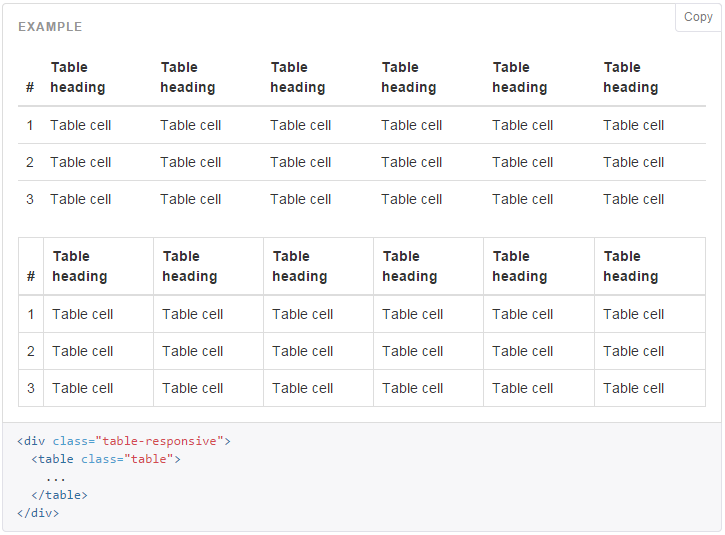 Copy
EXAMPLE
# Table heading Table heading Table heading Table heading Table heading Table heading
1 Table cell Table cell Table cell Table cell Table cell Table cell
2 Table cell Table cell Table cell Table cell Table cell Table cell
3 Table cell Table cell Table cell Table cell Table cell Table cell
# Table heading Table heading Table heading Table heading Table heading Table heading
1 Table cell Table cell Table cell Table cell Table cell Table cell
2 Table cell Table cell Table cell Table cell Table cell Table cell
3 Table cell Table cell Table cell Table cell Table cell Table cell
<div class="table-responsive">
  <table class="table">
    ...
  </table>
</div>